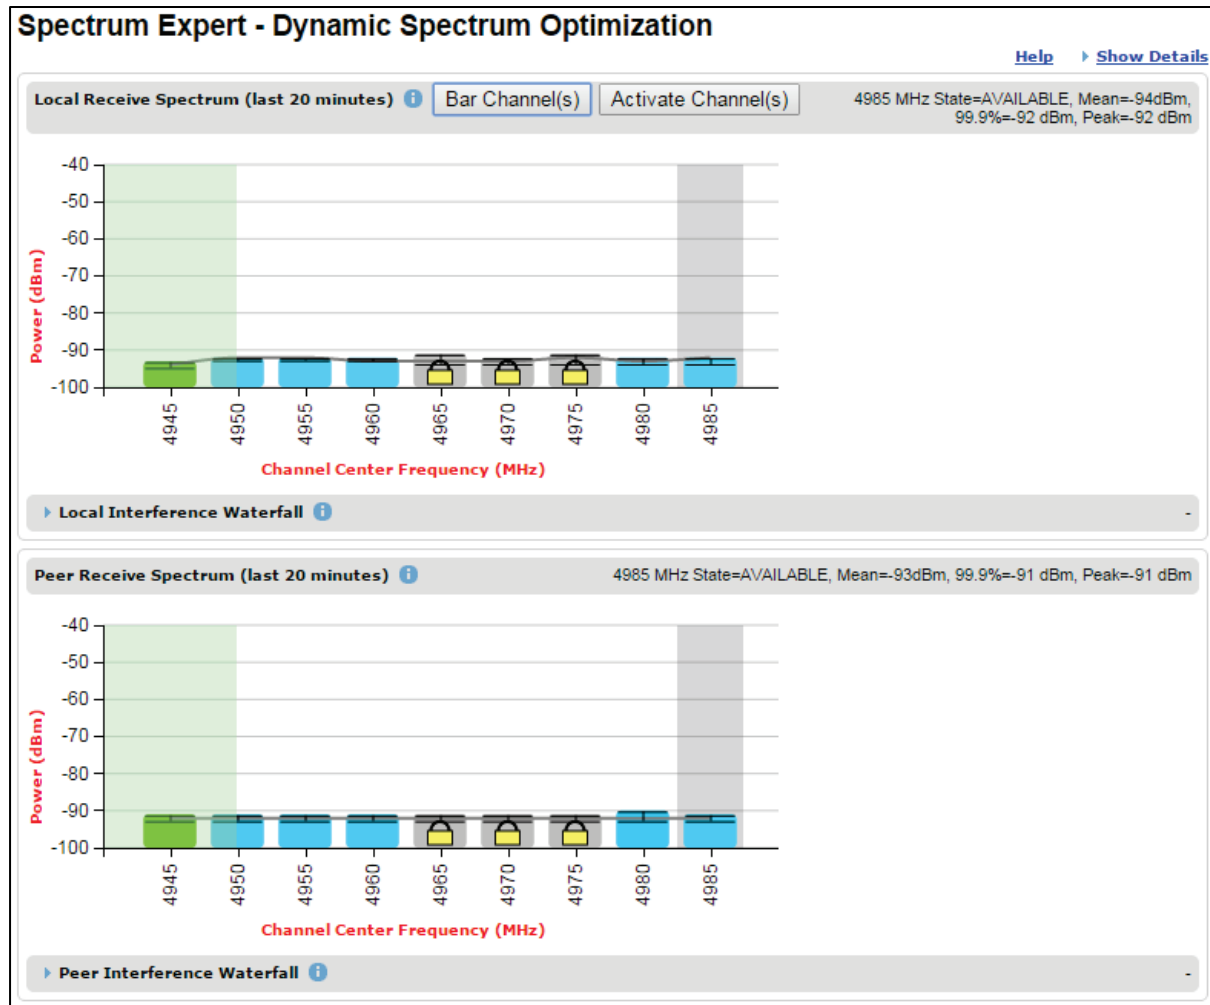 Spectrum Expert - Dynamic Spectrum Optimization
Help Show Details
Local Receive Spectrum (last 20 minutes) i Bar Channel(s) Activate Channel(s) 4985 MHz State=AVAILABLE, Mean=-94dBm,
99.9%=-92 dBm, Peak=-92 dBm
-40
-50
-60
-70
-80
-90
-100
Power (dBm)
4945 4950 4955 4960 4965 4970 4975 4980 4985
Channel Center Frequency (MHz)
Local Interference Waterfall i -
Peer Receive Spectrum (last 20 minutes) i 4985 MHz State=AVAILABLE, Mean=-93dBm, 99.9%=-91 dBm, Peak=-91 dBm
-40
-50
-60
-70
-80
-90
-100
Power (dBm)
4945 4950 4955 4960 4965 4970 4975 4980 4985
Channel Center Frequency (MHz)
Peer Interference Waterfall i -